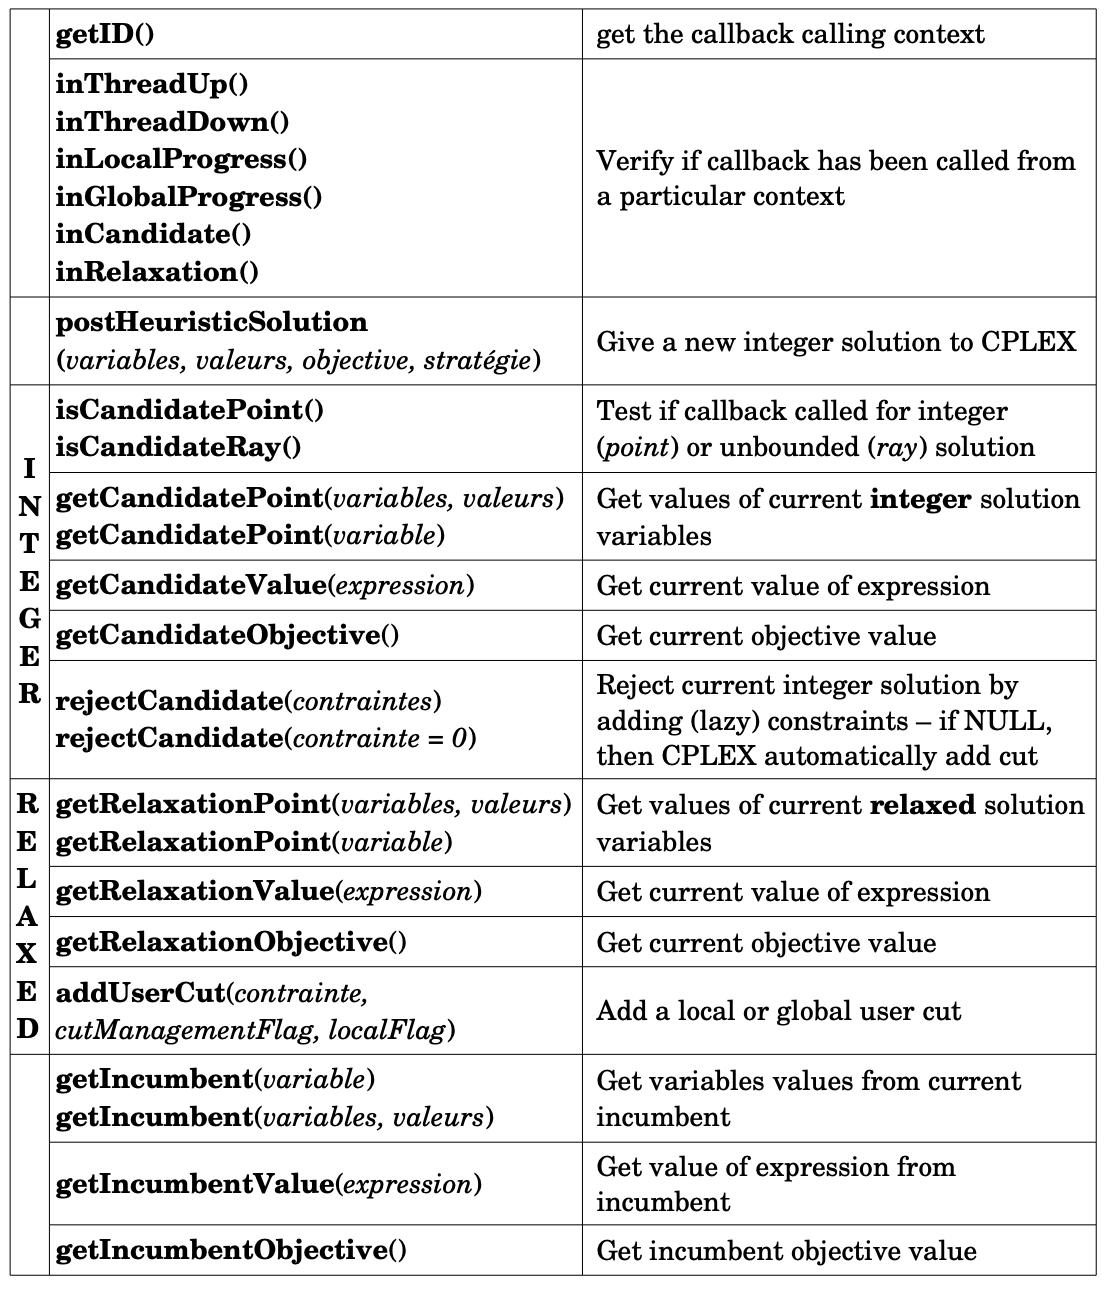 getID()
get the callback calling context
inThreadUp()
inThreadDown()
inLocalProgress()
inGlobalProgress()
inCandidate()
inRelaxation()
Verify if callback has been called from
a particular context
postHeuristicSolution
(variables, valeurs, objective, stratégie)
Give a new integer solution to CPLEX
INTEGER
isCandidatePoint()
isCandidateRay()
Test if callback called for integer
(point) or unbounded (ray) solution
getCandidatePoint(variables, valeurs)
getCandidatePoint(variable)
Get values of current integer solution
variables
getCandidateValue(expression)
Get current value of expression
getCandidateObjective()
Get current objective value
rejectCandidate(contraintes)
rejectCandidate(contrainte = 0)
Reject current integer solution by
adding (lazy) constraints – if NULL,
then CPLEX automatically add cut
RELAXED
getRelaxationPoint(variables, valeurs)
getRelaxationPoint(variable)
Get values of current relaxed solution
variables
getRelaxationValue(expression)
Get current value of expression
getRelaxationObjective()
Get current objective value
addUserCut(contrainte,
cutManagementFlag, localFlag)
Add a local or global user cut
getIncumbent(variable)
getIncumbent(variables, valeurs)
Get variables values from current
incumbent
getIncumbentValue(expression)
Get value of expression from
incumbent
getIncumbentObjective()
Get incumbent objective value